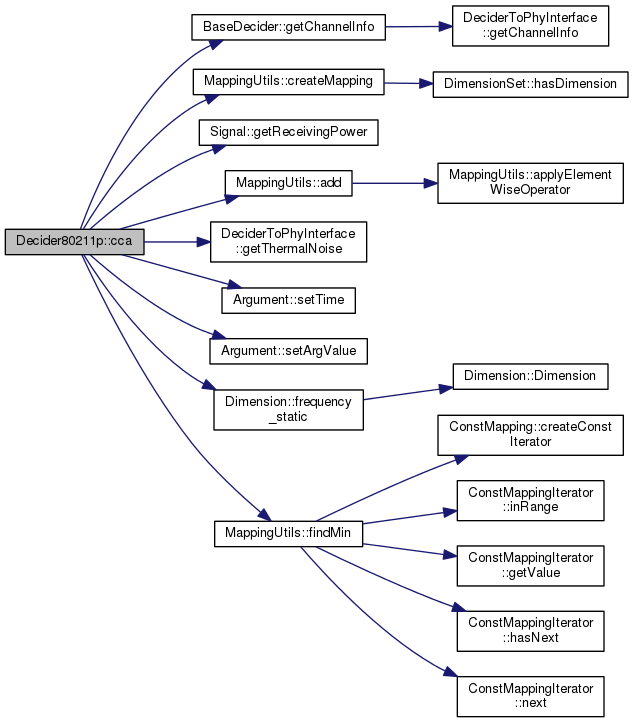 BaseDecider::getChannelInfo
DeciderToPhyInterface
::getChannelInfo
MappingUtils::createMapping
DimensionSet::hasDimension
Signal::getReceivingPower
MappingUtils::add
MappingUtils::applyElement
WiseOperator
Decider80211p::cca
DeciderToPhyInterface
::getThermalNoise
Argument::setTime
Argument::setArgValue
Dimension::frequency
_static
Dimension::Dimension
ConstMapping::createConst
Iterator
ConstMappingIterator
::inRange
MappingUtils::findMin
ConstMappingIterator
::getValue
ConstMappingIterator
::hasNext
ConstMappingIterator
::next